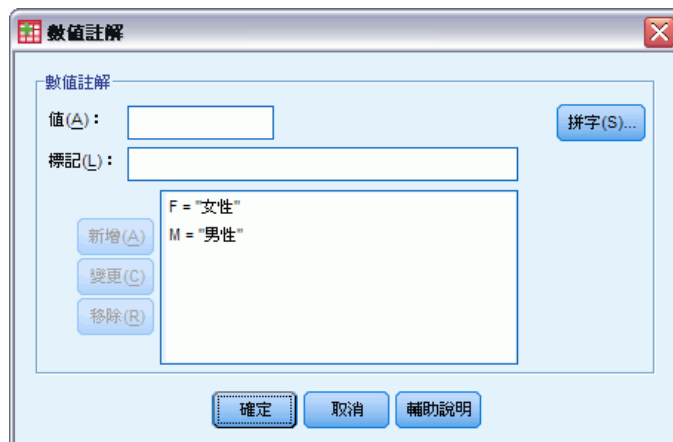 數值註解
數值註解
值(A)：
拼字(S)...
標記(L)：
F = "女性"
M = "男性"
新增(A)
變更(C)
移除(R)
確定
取消
輔助說明